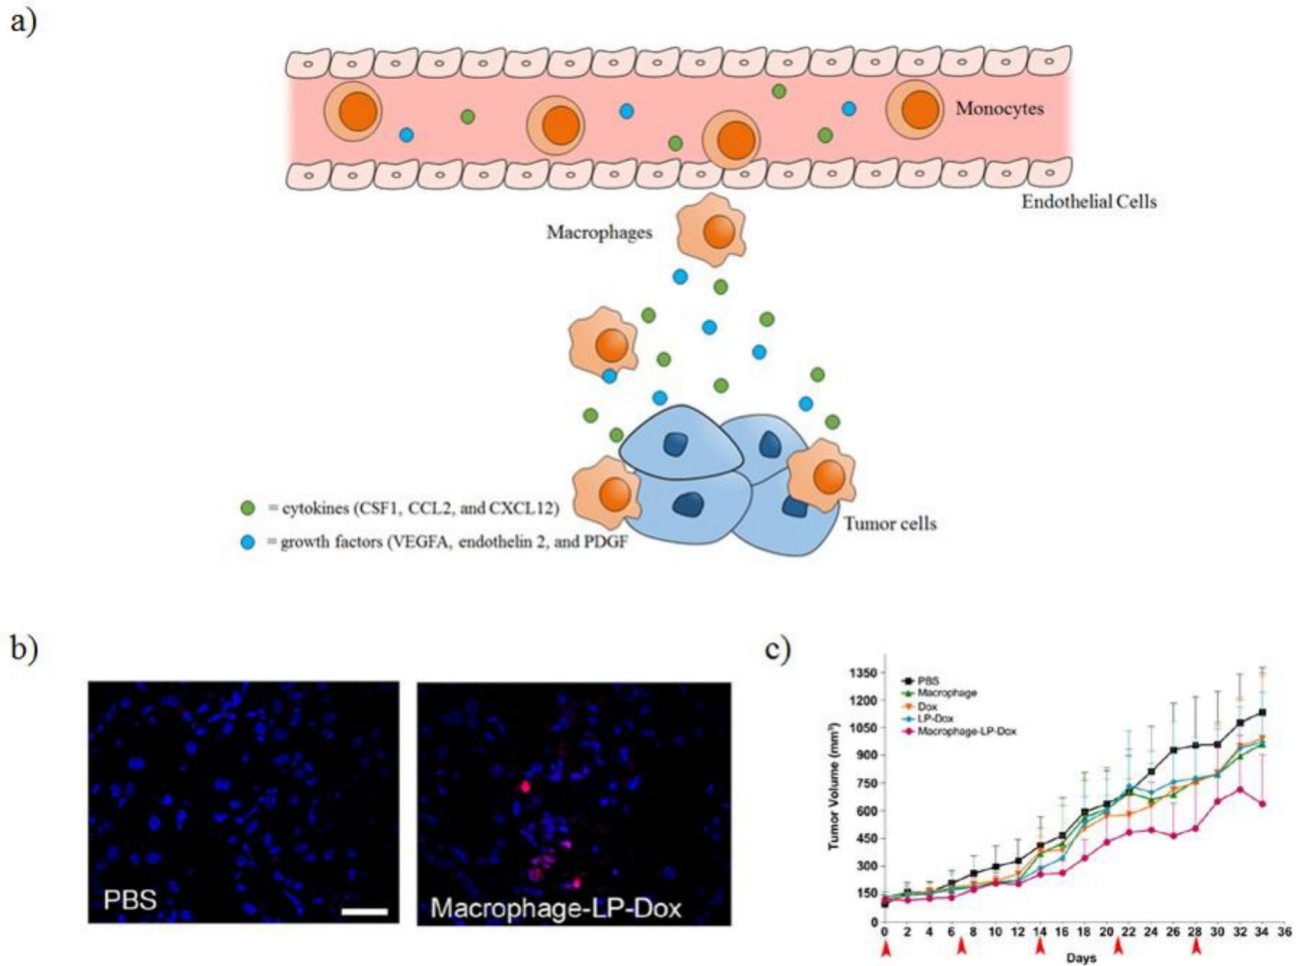 a)
Monocytes
Endothelial Cells
Macrophages
= cytokines (CSF1, CCL2, and CXCL12)
Tumor cells
= growth factors (VEGFA, endothelin 2, and PDGF
b)
PBS
Macrophage-LP-Dox
c)
1350
1200
1050
900
750
600
450
300
150
0
Tumor Volume (mm³)
PBS
Macrophage
Dox
LP-Dox
Macrophage-LP-Dox
0 2 4 6 8 10 12 14 16 18 20 22 24 26 28 30 32 34 36
Days